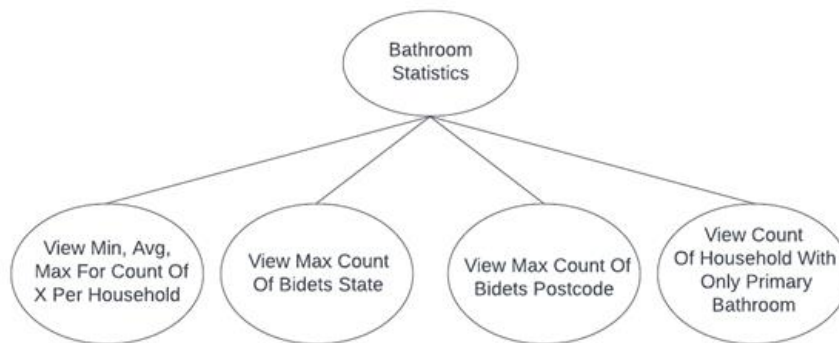 Bathroom
Statistics
View Min, Avg,
Max For Count Of
X Per Household
View Max Count
Of Bidets State
View Max Count Of
Bidets Postcode
View Count
Of Household With
Only Primary
Bathroom